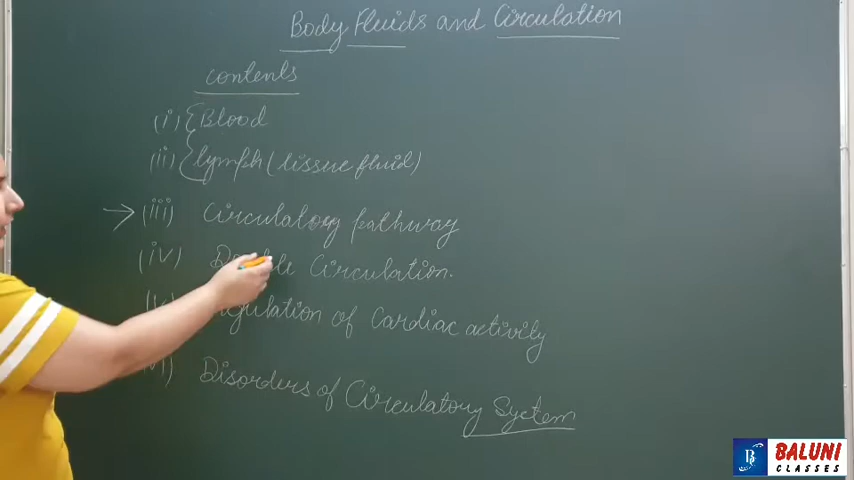 Body Fluids and Circulation
contents
(i) Blood
(ii) lymph (tissue fluid)
→ (iii) Circulatory pathway
(iv) Circulation.
of Cardiac activity
Disorders of Circulatory System
BALUNI
CLASSES